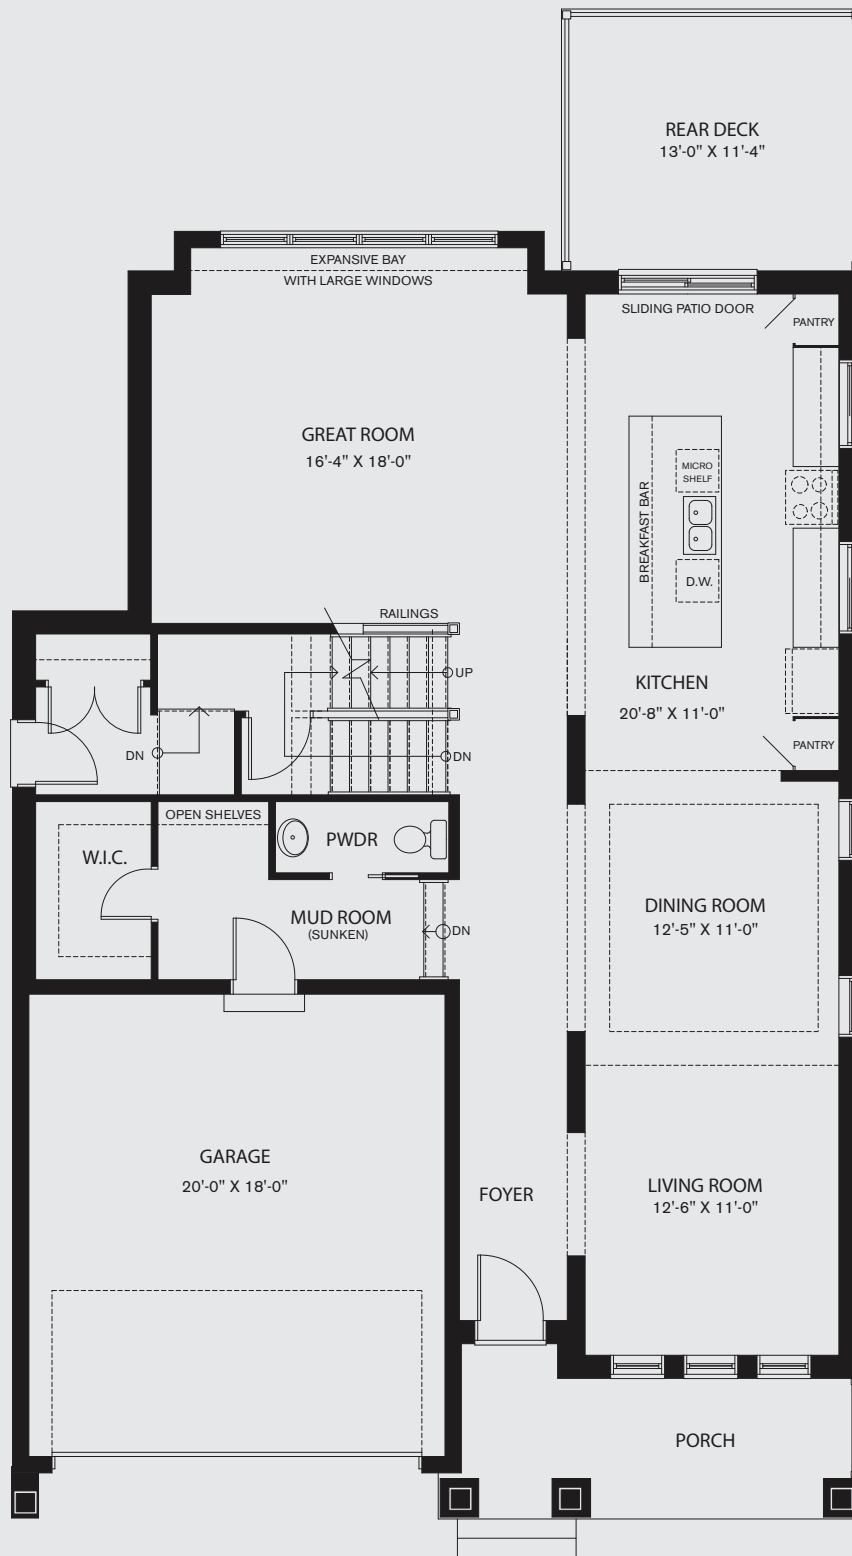 REAR DECK
13'-0" X 11'-4"
EXPANSIVE BAY
WITH LARGE WINDOWS
SLIDING PATIO DOOR
PANTRY
GREAT ROOM
16'-4" X 18'-0"
MICRO
SHELF
BREAKFAST BAR
D.W.
RAILINGS
UP
KITCHEN
20'-8" X 11'-0"
PANTRY
DN
DN
OPEN SHELVES
W.I.C.
PWDR
MUD ROOM
(SUNKEN)
DN
DINING ROOM
12'-5" X 11'-0"
GARAGE
20'-0" X 18'-0"
FOYER
LIVING ROOM
12'-6" X 11'-0"
PORCH